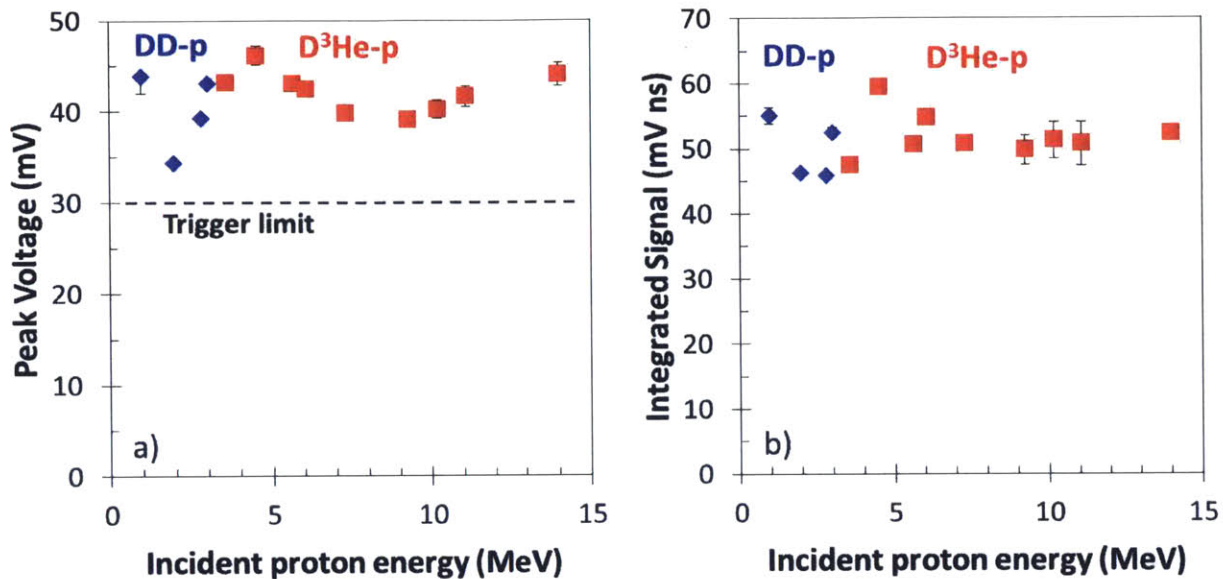 50
40
30
20
10
0
DD-p
D³He-p
Trigger limit
a)
0
5
10
15
Peak Voltage (mV)
Incident proton energy (MeV)
70
60
50
40
30
20
10
0
DD-p
D³He-p
b)
0
5
10
15
Integrated Signal (mV ns)
Incident proton energy (MeV)